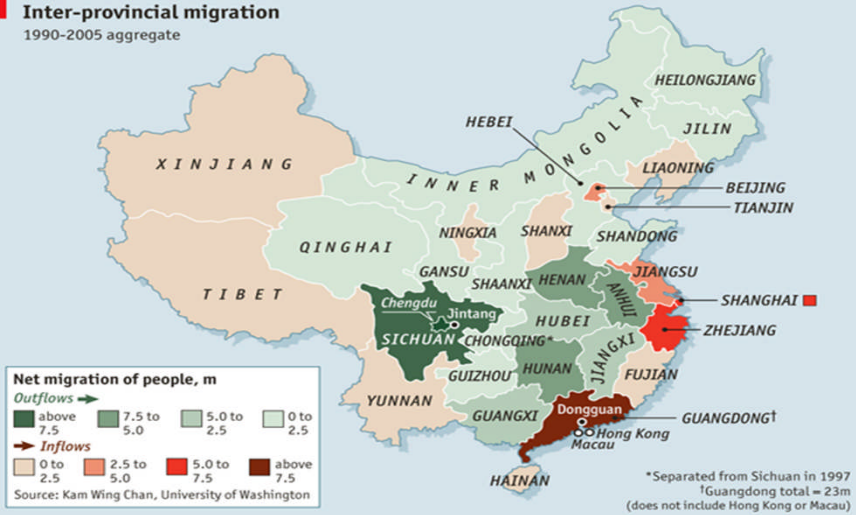 Inter-provincial migration
1990-2005 aggregate
HEILONGJIANG
HEBEI
JILIN
INNER MONGOLIA
LIAONING
XINJIANG
BEIJING
TIANJIN
NINGXIA
SHANXI
SHANDONG
QINGHAI
GANSU
JIANGSU
SHAANXI
HENAN
TIBET
ANHUI
Chengdu
Jintang
SHANGHAI
HUBEI
SICHUAN
CHONGQING*
ZHEJIANG
JIANGXI
HUNAN
GUIZHOU
FUJIAN
YUNNAN
GUANGXI
Dongguan
GUANGDONG†
Hong Kong
Macau
HAINAN
Net migration of people, m
Outflows
above 7.5
7.5 to 5.0
5.0 to 2.5
0 to 2.5
Inflows
0 to 2.5
2.5 to 5.0
5.0 to 7.5
above 7.5
Source: Kam Wing Chan, University of Washington
*Separated from Sichuan in 1997
†Guangdong total = 23m
(does not include Hong Kong or Macau)